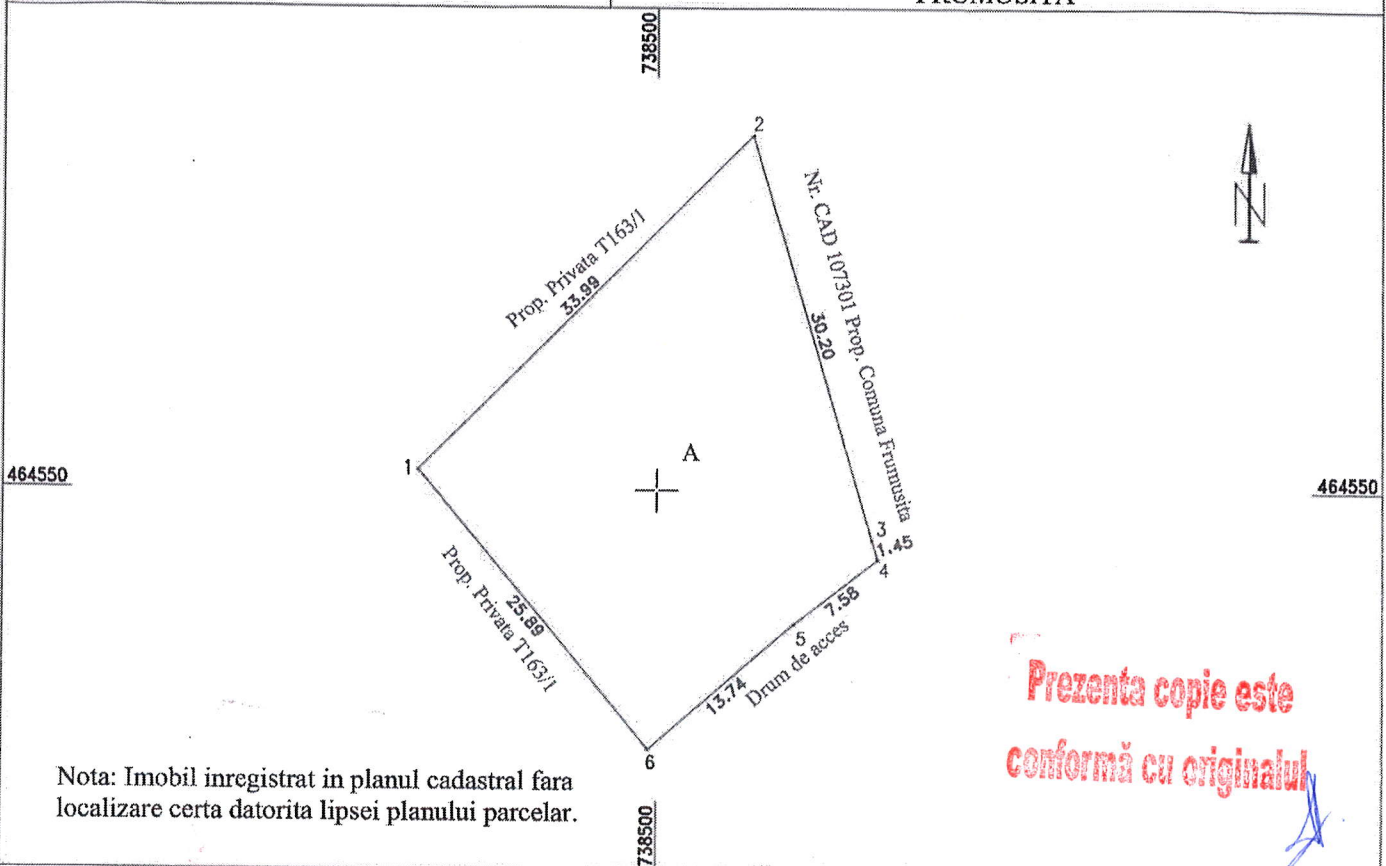 738500
2
Nr. CAD 107301 Prop. Comuna Frumusita
Prop. Privata T163/1
33.99
30.20
N
A
1
464550
464550
3
1.45
4
7.58
5
Drum de acces
13.74
Prop. Privata T163/1
25.89
6
Prezenta copie este
conformă cu originalul
Nota: Imobil inregistrat in planul cadastral fara
localizare certa datorita lipsei planului parcelar.
738500